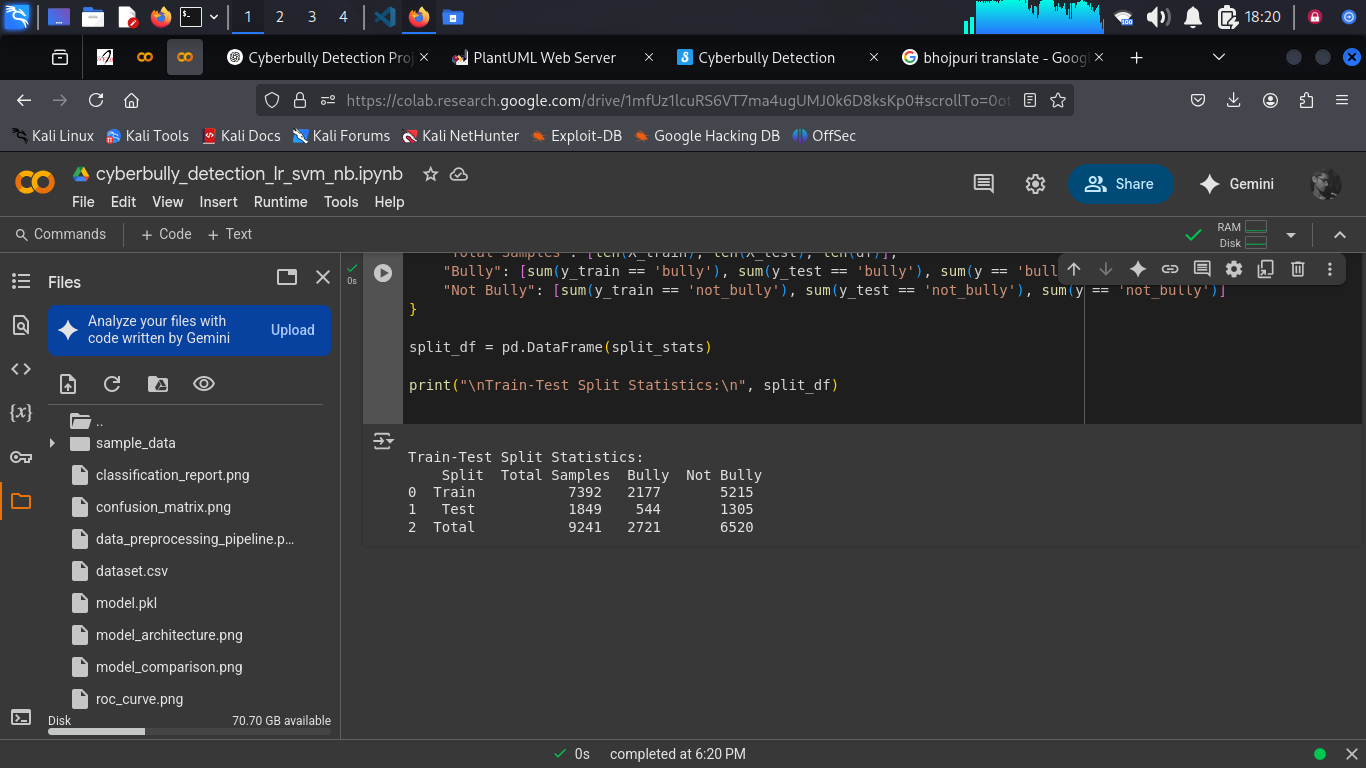 1 2 3 4 18:20
Cyberbully Detection Proj PlantUML Web Server Cyberbully Detection bhojpuri translate - Googl
https://colab.research.google.com/drive/1mfUz1lcuRS6VT7ma4ugUMJ0k6D8ksKp0#scrollTo=0ot
Kali Linux Kali Tools Kali Docs Kali Forums Kali NetHunter Exploit-DB Google Hacking DB OffSec
cyberbully_detection_lr_svm_nb.ipynb
File Edit View Insert Runtime Tools Help
Share Gemini
Commands + Code + Text
RAM
Disk
Files
Analyze your files with
code written by Gemini
Upload
..
sample_data
classification_report.png
confusion_matrix.png
data_preprocessing_pipeline.p...
dataset.csv
model.pkl
model_architecture.png
model_comparison.png
roc_curve.png
Disk 70.70 GB available
0s
"Total Samples": [len(X_train), len(X_test), len(df)],
"Bully": [sum(y_train == 'bully'), sum(y_test == 'bully'), sum(y == 'bull
"Not Bully": [sum(y_train == 'not_bully'), sum(y_test == 'not_bully'), sum(y == 'not_bully')]
}
split_df = pd.DataFrame(split_stats)
print("\nTrain-Test Split Statistics:\n", split_df)
Train-Test Split Statistics:
Split Total Samples Bully Not Bully
0 Train 7392 2177 5215
1 Test 1849 544 1305
2 Total 9241 2721 6520
0s completed at 6:20 PM